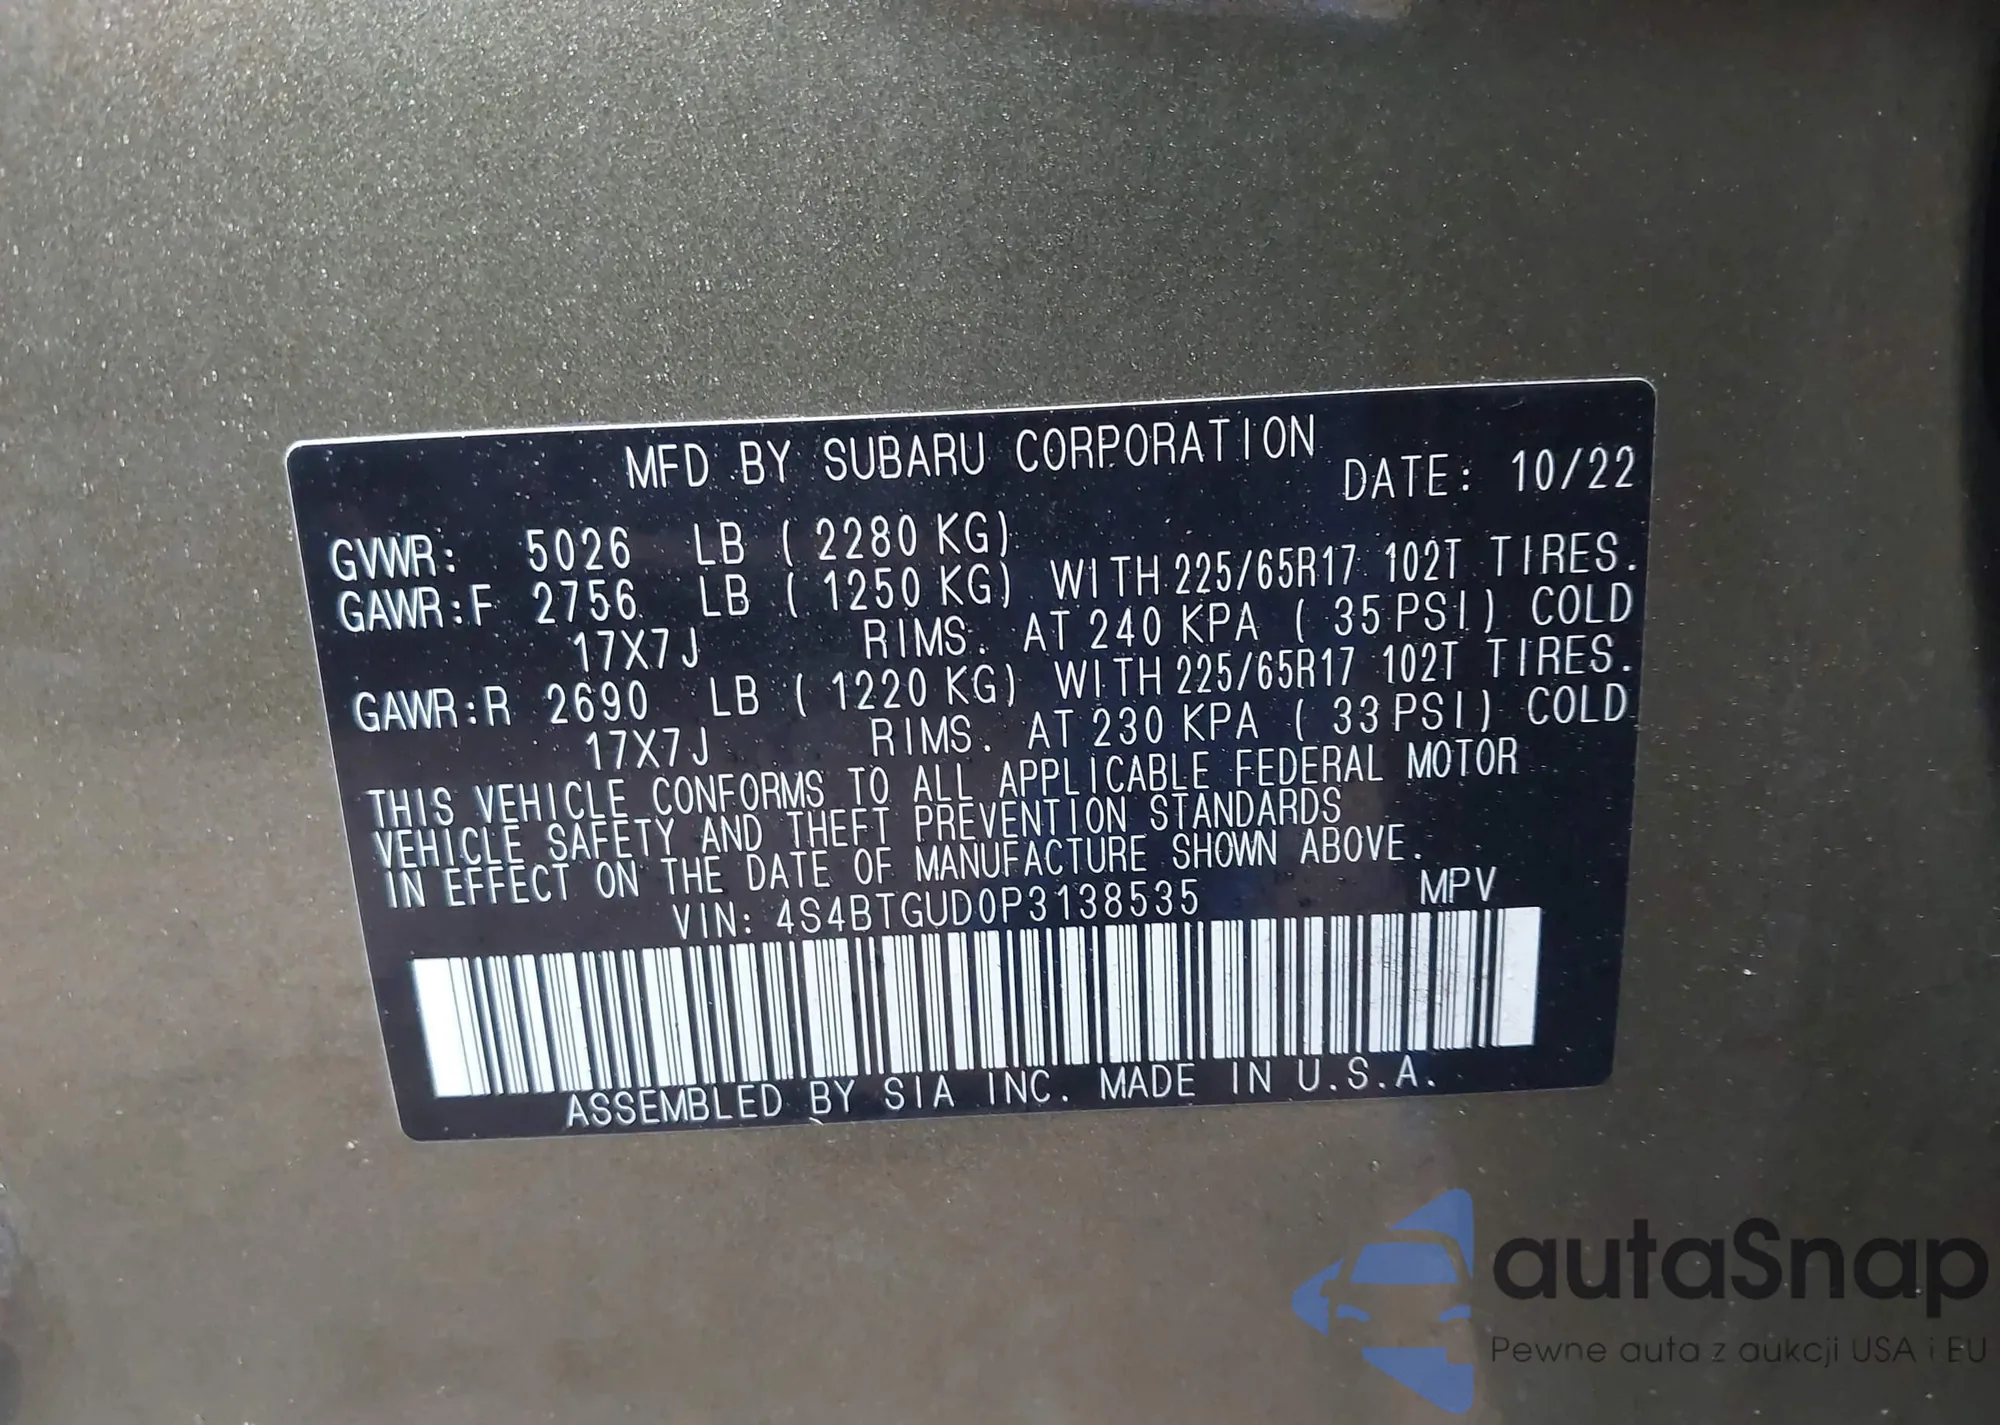 MFD BY SUBARU CORPORATION
DATE: 10/22
GVWR: 5026 LB ( 2280 KG)
GAWR:F 2756 LB ( 1250 KG) WITH 225/65R17 102T TIRES.
17X7J RIMS. AT 240 KPA ( 35 PSI) COLD
GAWR:R 2690 LB ( 1220 KG) WITH 225/65R17 102T TIRES.
17X7J RIMS. AT 230 KPA ( 33 PSI) COLD
THIS VEHICLE CONFORMS TO ALL APPLICABLE FEDERAL MOTOR
VEHICLE SAFETY AND THEFT PREVENTION STANDARDS
IN EFFECT ON THE DATE OF MANUFACTURE SHOWN ABOVE.
VIN: 4S4BTGUD0P3138535 MPV
ASSEMBLED BY SIA INC. MADE IN U.S.A.
autaSnap
Pewne auta z aukcji USA i EU